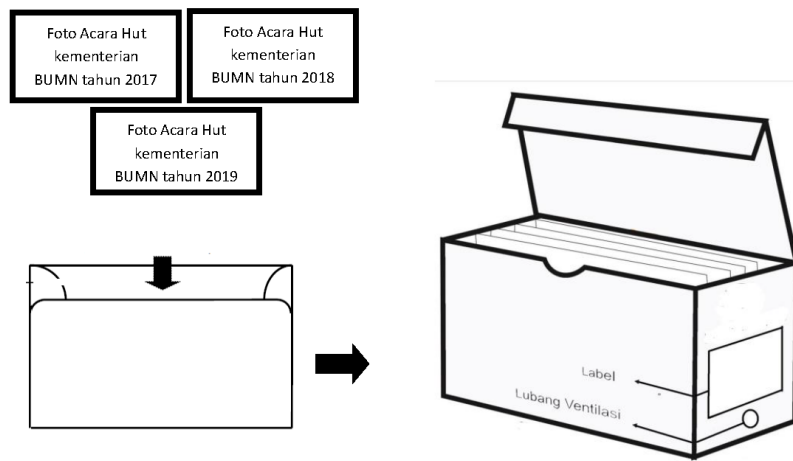 Foto Acara Hut
kementerian
BUMN tahun 2017
Foto Acara Hut
kementerian
BUMN tahun 2018
Foto Acara Hut
kementerian
BUMN tahun 2019
Label
Lubang Ventilasi